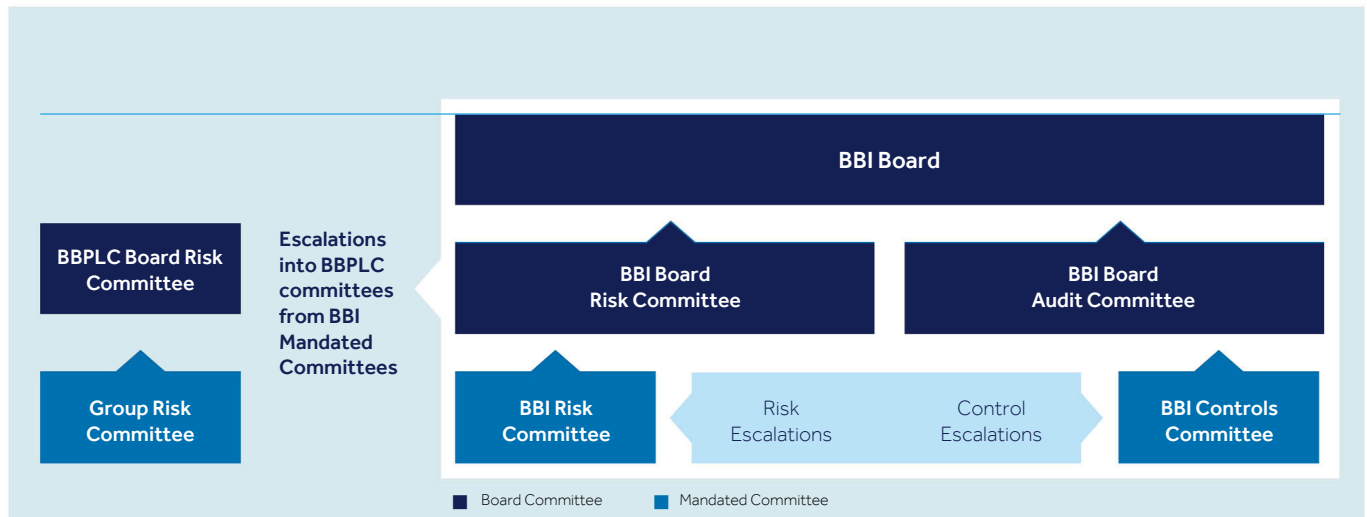 BBI Board
BBPLC Board Risk
Committee
Escalations
into BBPLC
committees
from BBI
Mandated
Committees
BBI Board
Risk Committee
BBI Board
Audit Committee
Group Risk
Committee
BBI Risk
Committee
Risk
Escalations
Control
Escalations
BBI Controls
Committee
Board Committee
Mandated Committee